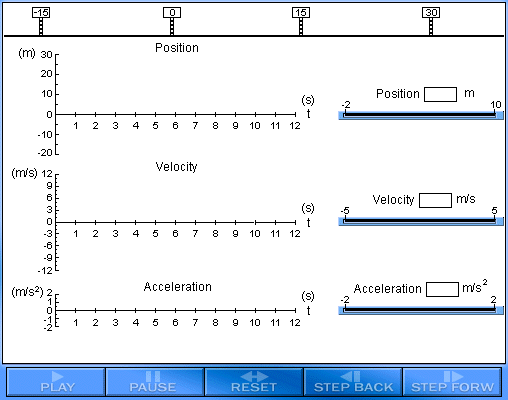 -15 0 15 30
Position
(m) 30
20
10
0
-10
-20
1 2 3 4 5 6 7 8 9 10 11 12
(s)
t
Position m
-2 10
Velocity
(m/s) 12
9
6
3
0
-3
-6
-9
-12
1 2 3 4 5 6 7 8 9 10 11 12
(s)
t
Velocity m/s
-5 5
Acceleration
(m/s²) 2
1
0
-1
-2
1 2 3 4 5 6 7 8 9 10 11 12
(s)
t
Acceleration m/s²
-2 2
PLAY PAUSE RESET STEP BACK STEP FORW